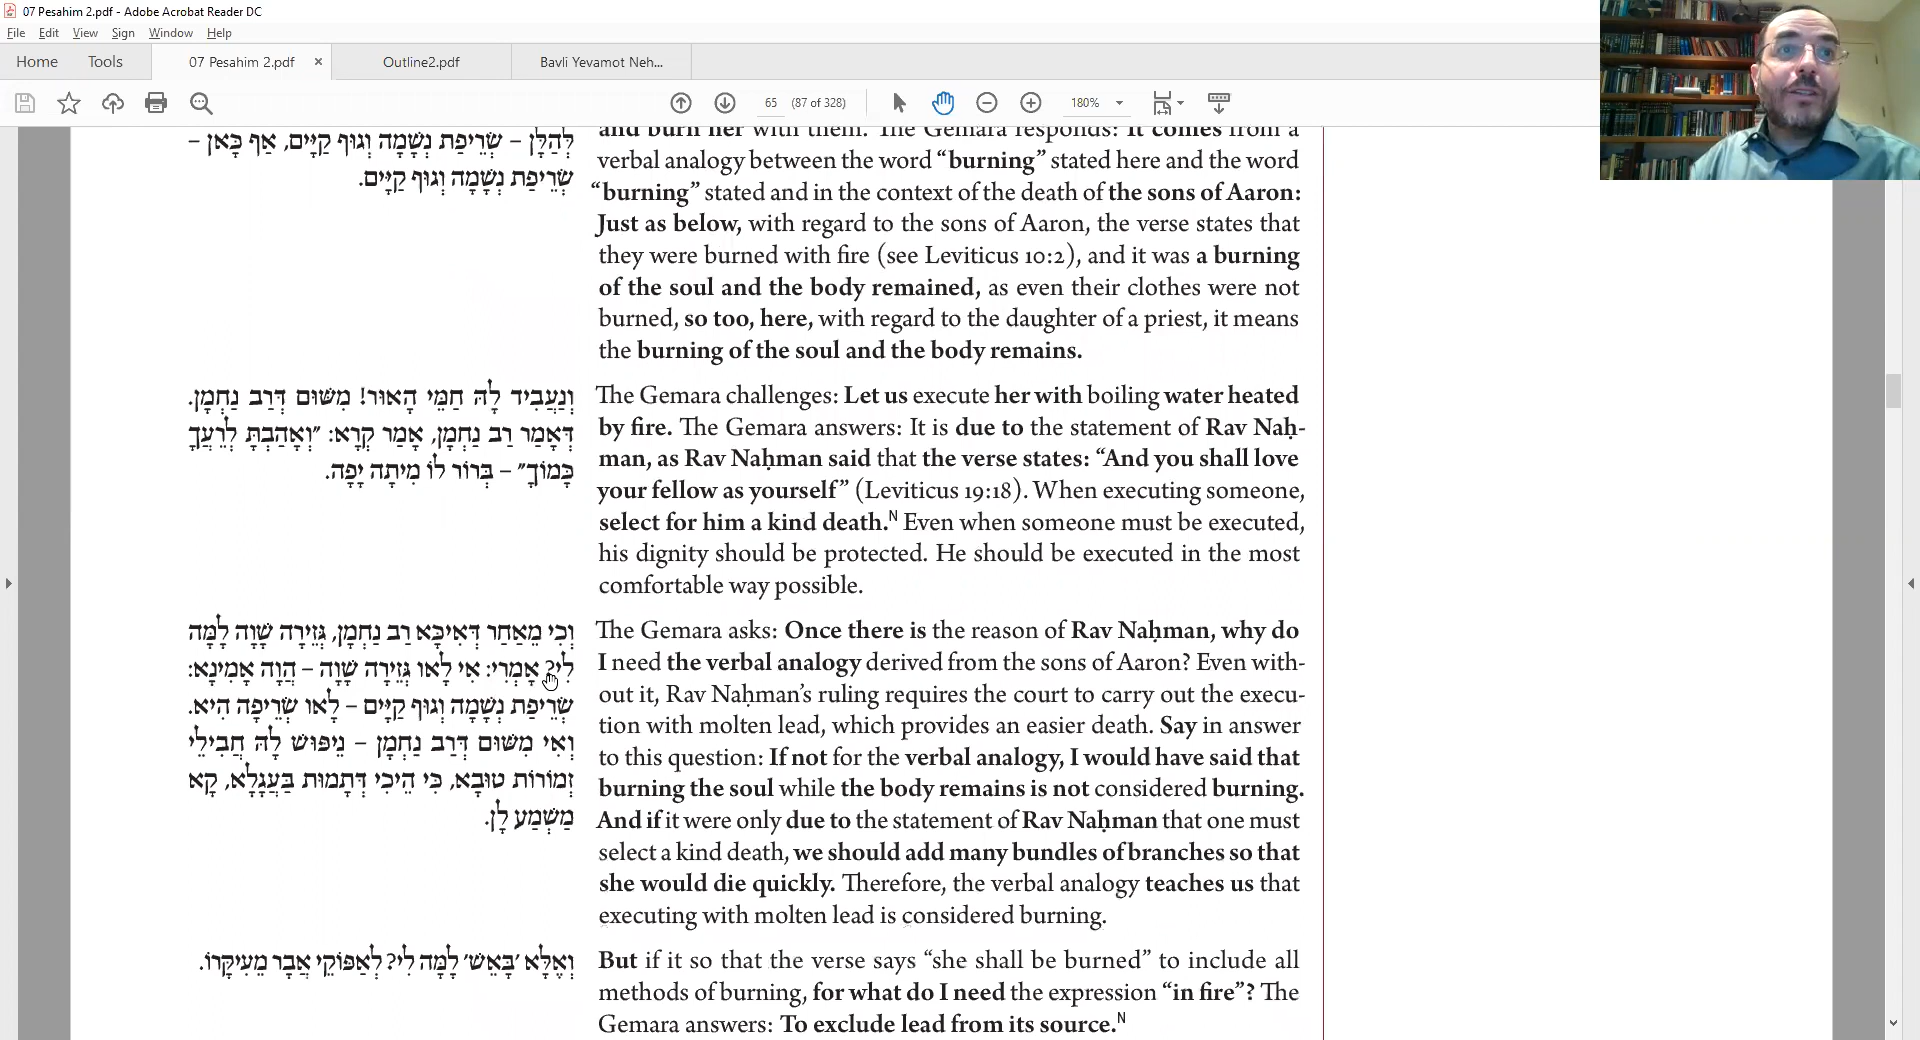 07 Pesahim 2.pdf - Adobe Acrobat Reader DC
File Edit View Sign Window Help
Home Tools 07 Pesahim 2.pdf × Outline2.pdf Bavli Yevamot Neh...
65 (87 of 328) 180%
לְהַלָּן – שְׂרֵיפַת נְשָׁמָה וְגוּף קַיָּים, אַף כָּאן –
שְׂרֵיפַת נְשָׁמָה וְגוּף קַיָּים.
and burn her with them. The Gemara responds: It comes from a
verbal analogy between the word “burning” stated here and the word
“burning” stated and in the context of the death of the sons of Aaron:
Just as below, with regard to the sons of Aaron, the verse states that
they were burned with fire (see Leviticus 10:2), and it was a burning
of the soul and the body remained, as even their clothes were not
burned, so too, here, with regard to the daughter of a priest, it means
the burning of the soul and the body remains.
וְנַעֲבִיד לָהּ חַמֵּי הָאוּר! מִשּׁוּם דְּרַב נַחְמָן.
דְּאָמַר רַב נַחְמָן, אָמַר קְרָא: ״וְאָהַבְתָּ לְרֵעֲךָ
כָּמוֹךָ״ – בְּרוֹר לוֹ מִיתָה יָפָה.
The Gemara challenges: Let us execute her with boiling water heated
by fire. The Gemara answers: It is due to the statement of Rav Naḥ-
man, as Rav Naḥman said that the verse states: “And you shall love
your fellow as yourself” (Leviticus 19:18). When executing someone,
select for him a kind death.N Even when someone must be executed,
his dignity should be protected. He should be executed in the most
comfortable way possible.
וְכִי מֵאַחַר דְּאִיכָּא רַב נַחְמָן, גְּזֵירָה שָׁוָה לָמָּה
לִי? אָמְרִי: אִי לָאו גְּזֵירָה שָׁוָה – הֲוָה אָמִינָא:
שְׂרֵיפַת נְשָׁמָה וְגוּף קַיָּים – לָאו שְׂרֵיפָה הִיא.
וְאִי מִשּׁוּם דְּרַב נַחְמָן – נֵיפּוּשׁ לָהּ חֲבִילֵי
זְמוֹרוֹת טוּבָא, כִּי הֵיכִי דְּתָמוּת בַּעֲגָלָא, קָא
מַשְׁמַע לָן.
The Gemara asks: Once there is the reason of Rav Naḥman, why do
I need the verbal analogy derived from the sons of Aaron? Even with-
out it, Rav Naḥman’s ruling requires the court to carry out the execu-
tion with molten lead, which provides an easier death. Say in answer
to this question: If not for the verbal analogy, I would have said that
burning the soul while the body remains is not considered burning.
And if it were only due to the statement of Rav Naḥman that one must
select a kind death, we should add many bundles of branches so that
she would die quickly. Therefore, the verbal analogy teaches us that
executing with molten lead is considered burning.
וְאֶלָּא ׳בָּאֵשׁ׳ לָמָּה לִי? לְאַפּוֹקֵי אֲבָר מֵעִיקָּרוֹ.
But if it so that the verse says “she shall be burned” to include all
methods of burning, for what do I need the expression “in fire”? The
Gemara answers: To exclude lead from its source.N